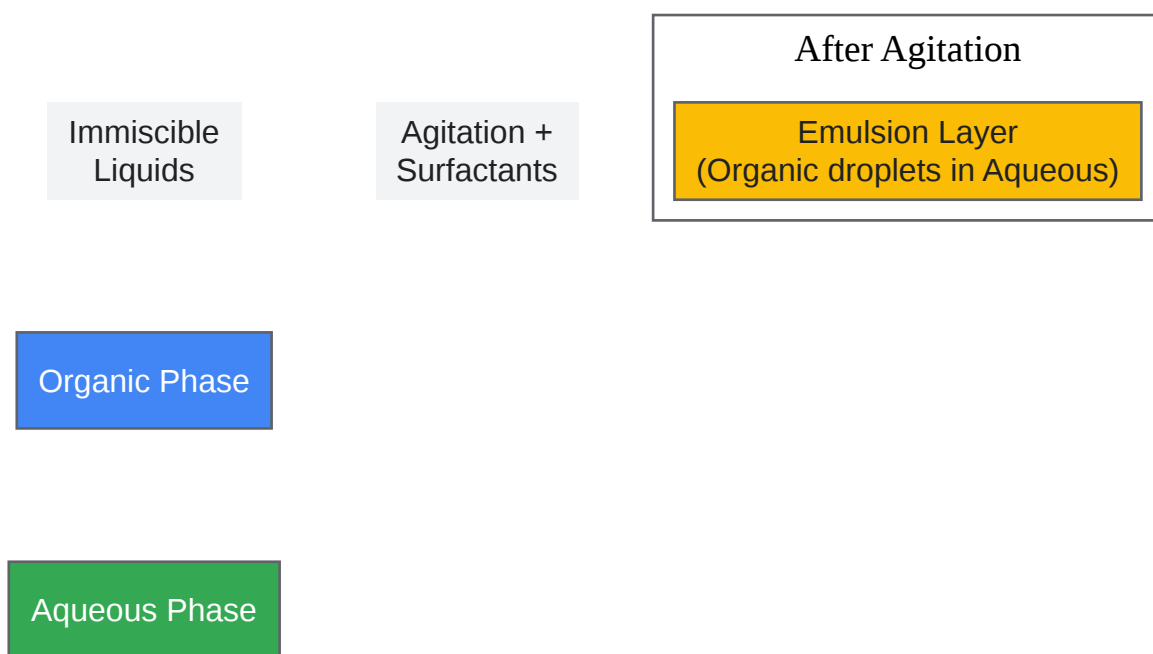 After Agitation
Immiscible
Liquids
Agitation +
Surfactants
Emulsion Layer
(Organic droplets in Aqueous)
Organic Phase
Aqueous Phase